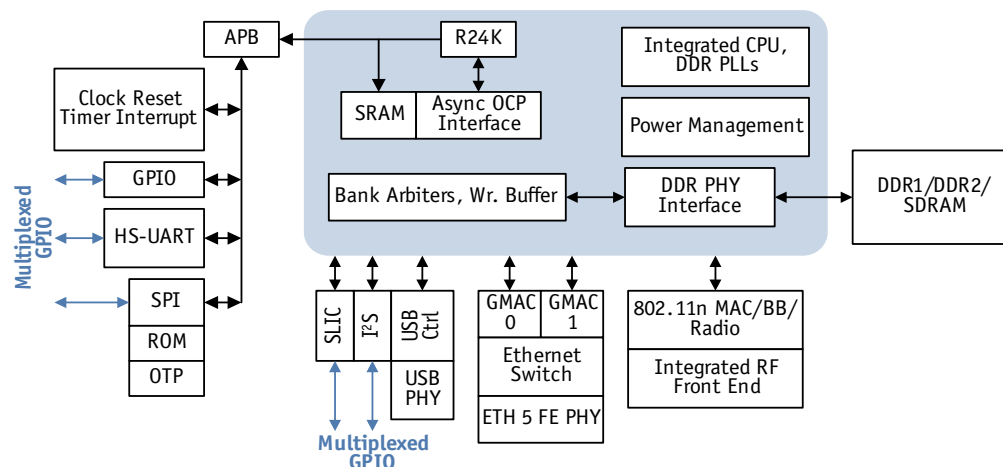 APB
R24K
Integrated CPU,
DDR PLLs
Clock Reset
Timer Interrupt
SRAM
Async OCP
Interface
Power Management
GPIO
Bank Arbiters, Wr. Buffer
DDR PHY
Interface
DDR1/DDR2/
SDRAM
Multiplexed
GPIO
HS-UART
SPI
ROM
OTP
SLIC
I²S
USB
Ctrl
USB
PHY
GMAC
0
GMAC
1
Ethernet
Switch
ETH 5 FE PHY
802.11n MAC/BB/
Radio
Integrated RF
Front End
Multiplexed
GPIO